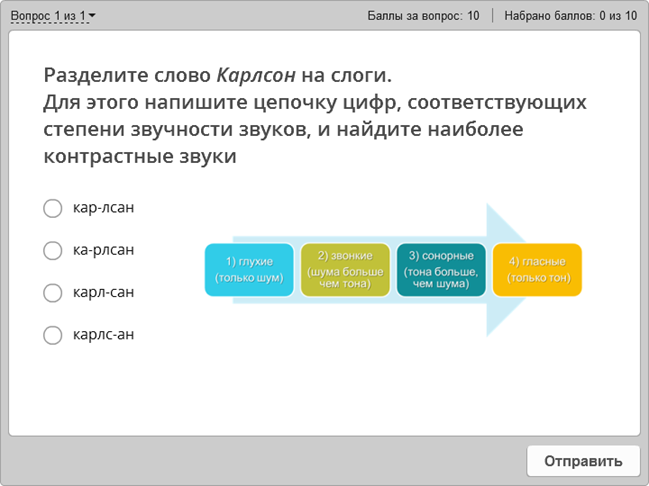 Вопрос 1 из 1
Баллы за вопрос: 10 Набрано баллов: 0 из 10
Разделите слово Карлсон на слоги.
Для этого напишите цепочку цифр, соответствующих
степени звучности звуков, и найдите наиболее
контрастные звуки
кар-лсан
ка-рлсан
карл-сан
карлс-ан
1) глухие
(только шум)
2) звонкие
(шума больше
чем тона)
3) сонорные
(тона больше,
чем шума)
4) гласные
(только тон)
Отправить